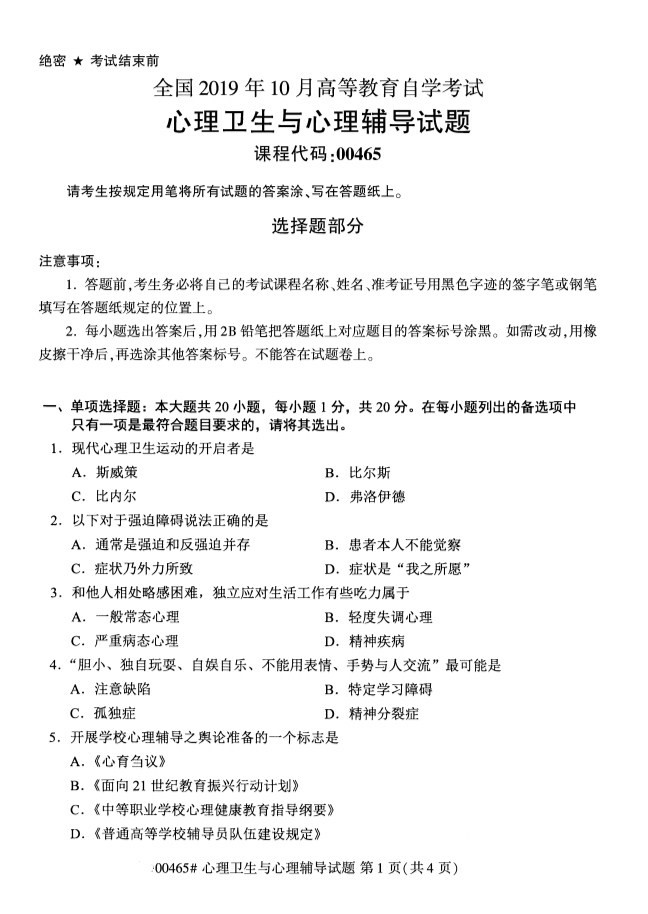 绝密 ★ 考试结束前
全国 2019 年 10 月高等教育自学考试
心理卫生与心理辅导试题
课程代码:00465
请考生按规定用笔将所有试题的答案涂、写在答题纸上。
选择题部分
注意事项:
1. 答题前,考生务必将自己的考试课程名称、姓名、准考证号用黑色字迹的签字笔或钢笔
填写在答题纸规定的位置上。
2. 每小题选出答案后,用 2B 铅笔把答题纸上对应题目的答案标号涂黑。如需改动,用橡
皮擦干净后,再选涂其他答案标号。不能答在试题卷上。
一、单项选择题:本大题共 20 小题,每小题 1 分,共 20 分。在每小题列出的备选项中
只有一项是最符合题目要求的,请将其选出。
1. 现代心理卫生运动的开启者是
A. 斯威策 B. 比尔斯
C. 比内尔 D. 弗洛伊德
2. 以下对于强迫障碍说法正确的是
A. 通常是强迫和反强迫并存 B. 患者本人不能觉察
C. 症状乃外力所致 D. 症状是“我之所愿”
3. 和他人相处略感困难,独立应对生活工作有些吃力属于
A. 一般常态心理 B. 轻度失调心理
C. 严重病态心理 D. 精神疾病
4. “胆小、独自玩耍、自娱自乐、不能用表情、手势与人交流”最可能是
A. 注意缺陷 B. 特定学习障碍
C. 孤独症 D. 精神分裂症
5. 开展学校心理辅导之舆论准备的一个标志是
A.《心育刍议》
B.《面向 21 世纪教育振兴行动计划》
C.《中等职业学校心理健康教育指导纲要》
D.《普通高等学校辅导员队伍建设规定》
00465# 心理卫生与心理辅导试题 第 1 页(共 4 页)